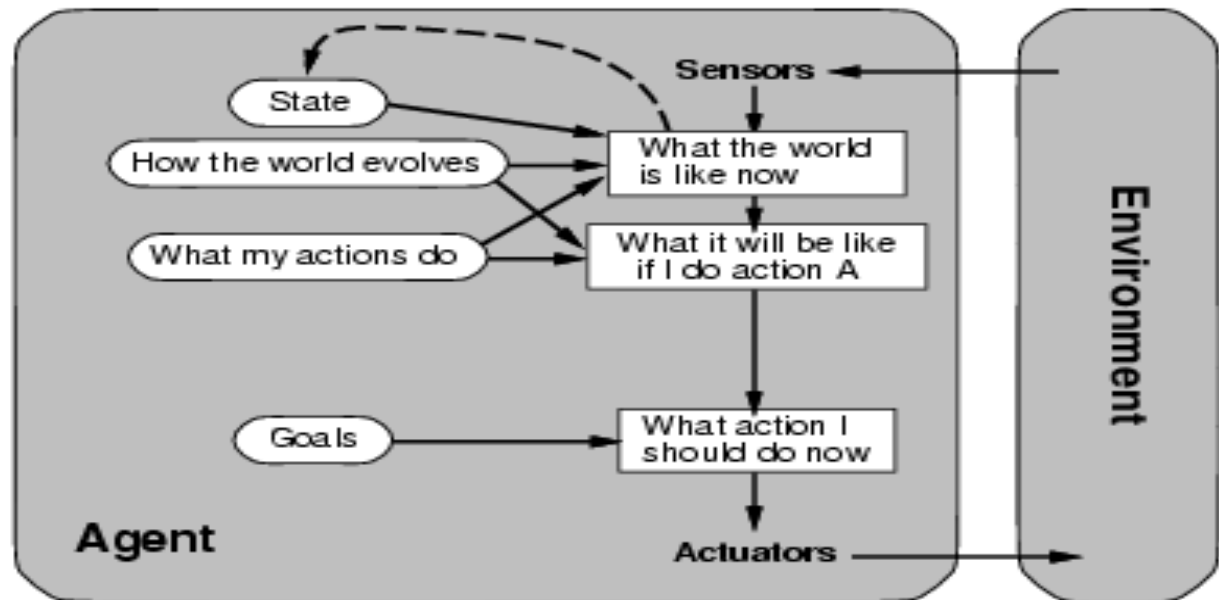 Sensors
State
What the world
is like now
How the world evolves
What my actions do
What it will be like
if I do action A
Goals
What action I
should do now
Agent
Actuators
Environment